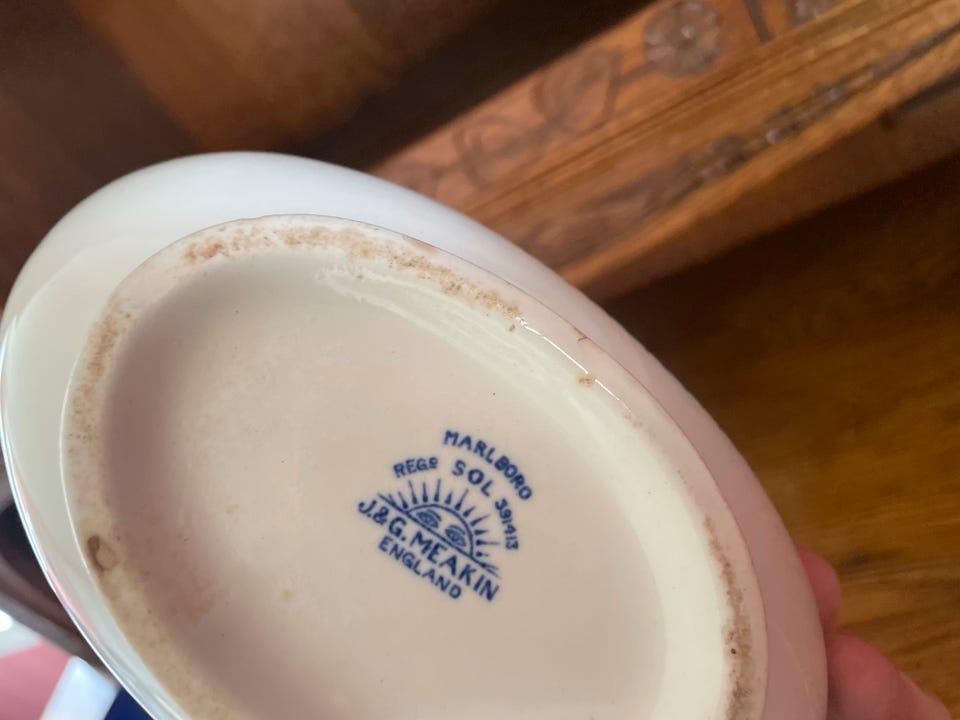 MARLBORO
REGD SOL 391413
J.&G. MEAKIN
ENGLAND